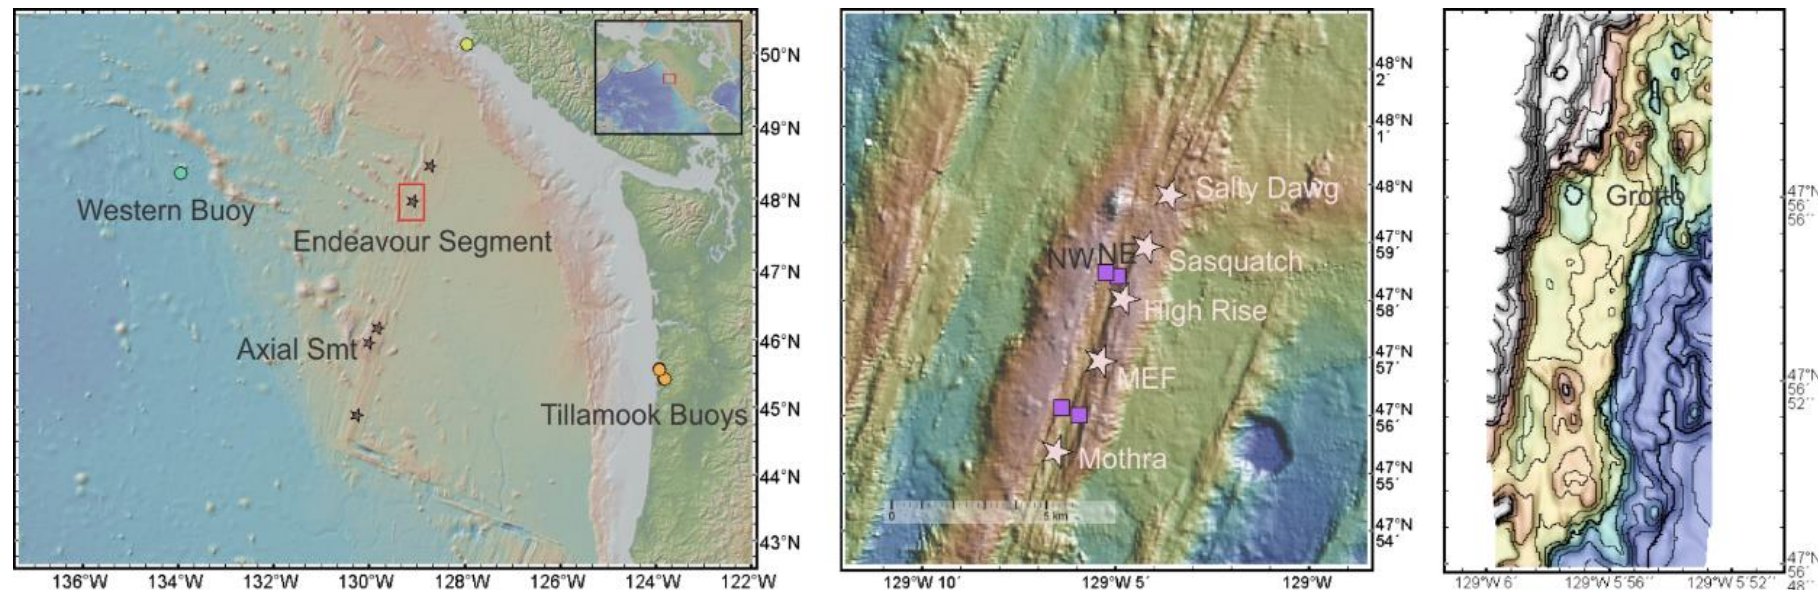 50°N
49°N
Western Buoy
48°N
Endeavour Segment
47°N
Axial Smt
46°N
Tillamook Buoys
45°N
44°N
43°N
136°W
134°W
132°W
130°W
128°W
126°W
124°W
122°W
48°N
2´
48°N
1´
Salty Dawg
48°N
NW
NE
Sasquatch
47°N
59´
High Rise
47°N
58´
MEF
47°N
57´
47°N
56´
Mothra
47°N
55´
0
5 km
47°N
54´
129°W 10´
129°W 5´
129°W
Grotto
47°N
56´
56´´
47°N
56´
52´´
47°N
56´
48´´
129°W 6´
129°W 5´56´´
129°W 5´52´´